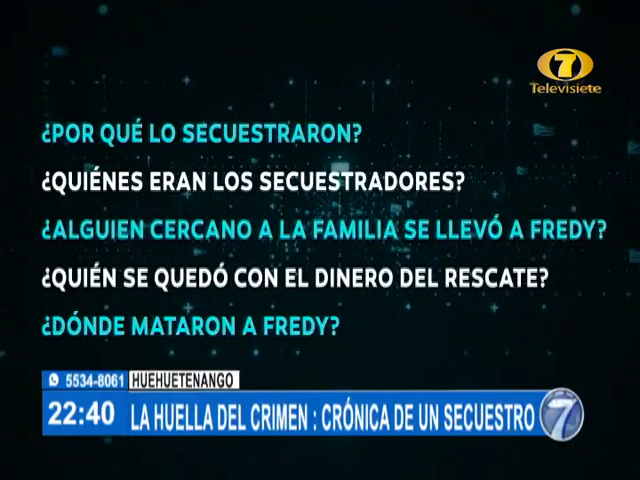 7
Televisiete
¿POR QUÉ LO SECUESTRARON?
¿QUIÉNES ERAN LOS SECUESTRADORES?
¿ALGUIEN CERCANO A LA FAMILIA SE LLEVÓ A FREDY?
¿QUIÉN SE QUEDÓ CON EL DINERO DEL RESCATE?
¿DÓNDE MATARON A FREDY?
5534-8061 HUEHUETENANGO
22:40 LA HUELLA DEL CRIMEN : CRÓNICA DE UN SECUESTRO 7